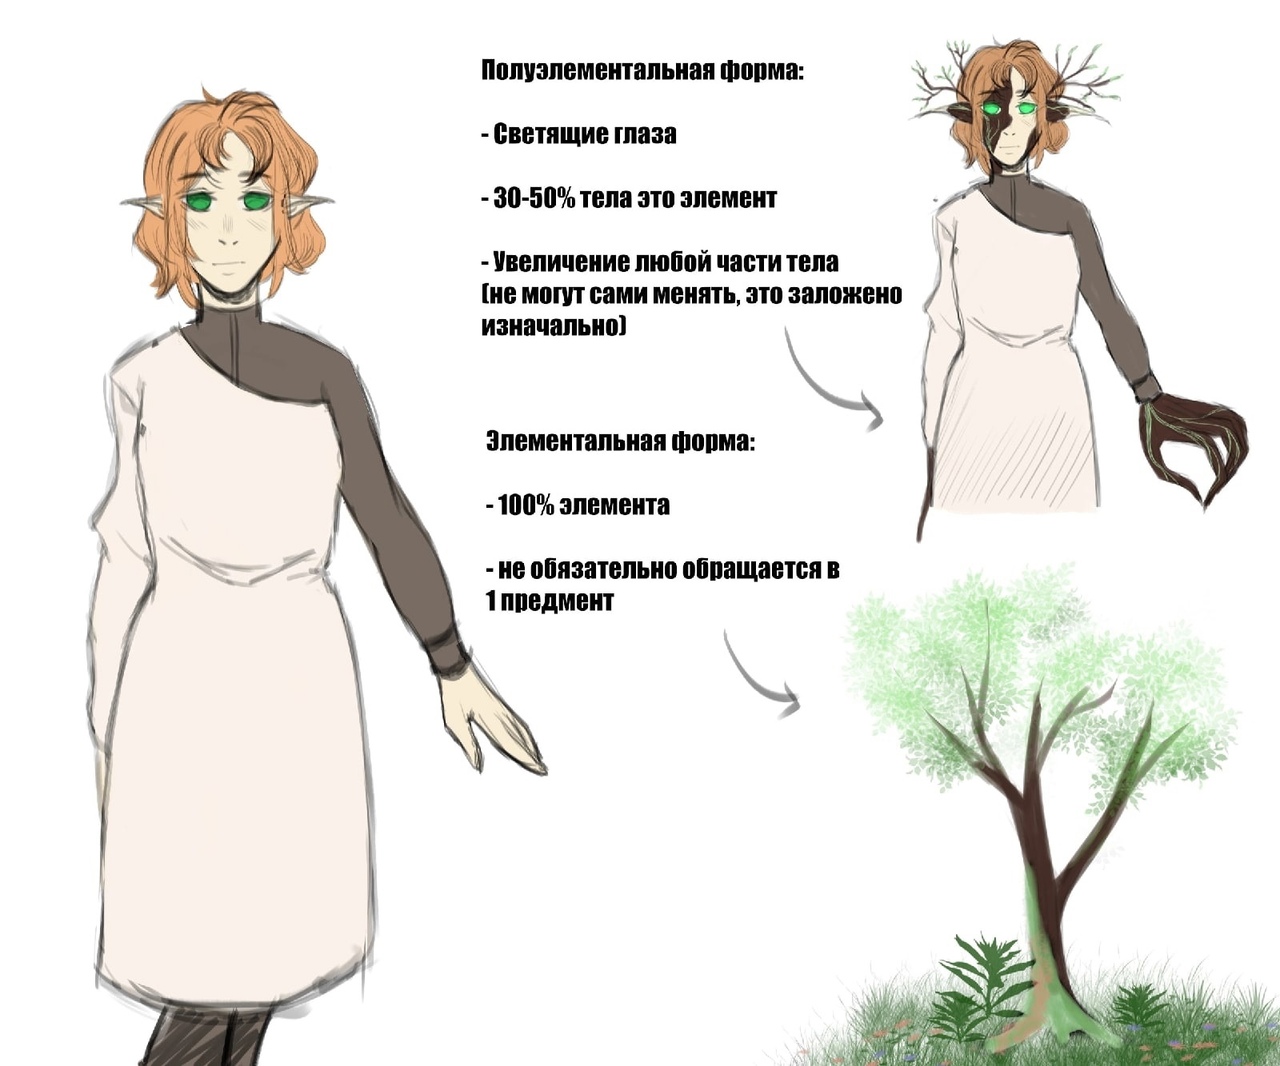 Полуэлементальная форма:
- Светящие глаза
- 30-50% тела это элемент
- Увеличение любой части тела
(не могут сами менять, это заложено
изначально)
Элементальная форма:
- 100% элемента
- не обязательно обращается в
1 предмент